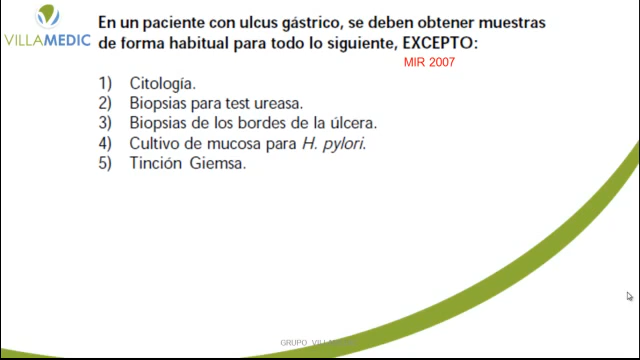 VILLAMEDIC
En un paciente con ulcus gástrico, se deben obtener muestras
de forma habitual para todo lo siguiente, EXCEPTO:
MIR 2007
1) Citología.
2) Biopsias para test ureasa.
3) Biopsias de los bordes de la úlcera.
4) Cultivo de mucosa para H. pylori.
5) Tinción Giemsa.
GRUPO